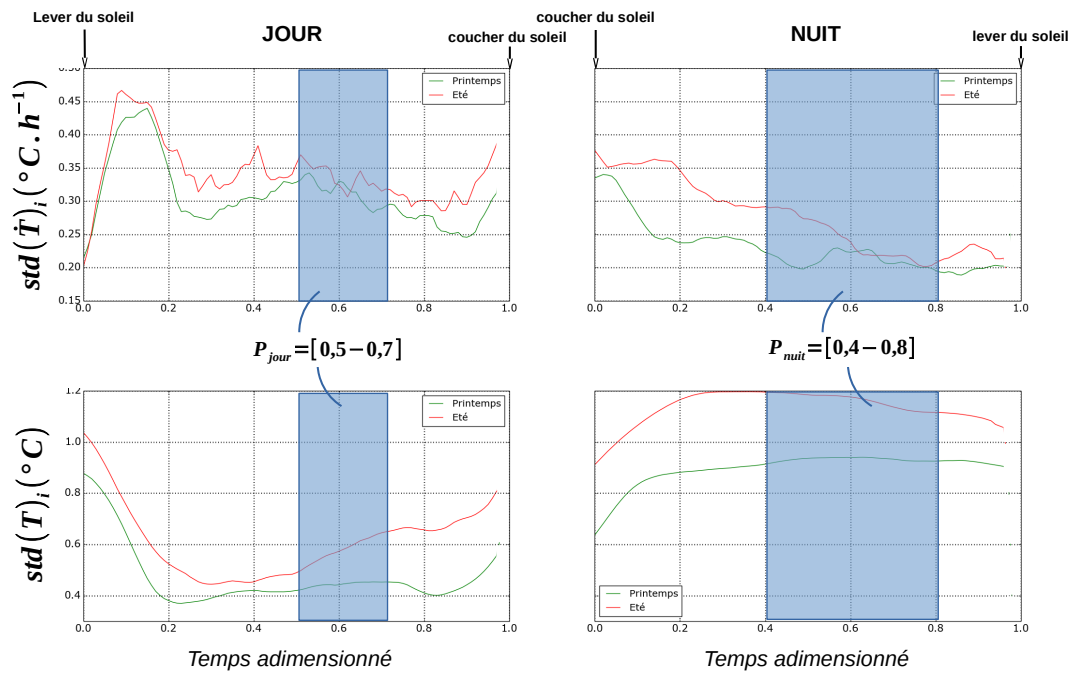 Lever du soleil
JOUR
coucher du soleil
coucher du soleil
NUIT
lever du soleil
std(Ṫ)ᵢ(°C.h⁻¹)
0.50
0.45
0.40
0.35
0.30
0.25
0.20
0.15
0.0 0.2 0.4 0.6 0.8 1.0
Printemps
Eté
0.0 0.2 0.4 0.6 0.8 1.0
Printemps
Eté
P jour=[0,5−0,7]
P nuit=[0,4−0,8]
std(T)ᵢ(°C)
1.2
1.0
0.8
0.6
0.4
0.0 0.2 0.4 0.6 0.8 1.0
Printemps
Eté
Temps adimensionné
0.0 0.2 0.4 0.6 0.8 1.0
Printemps
Eté
Temps adimensionné